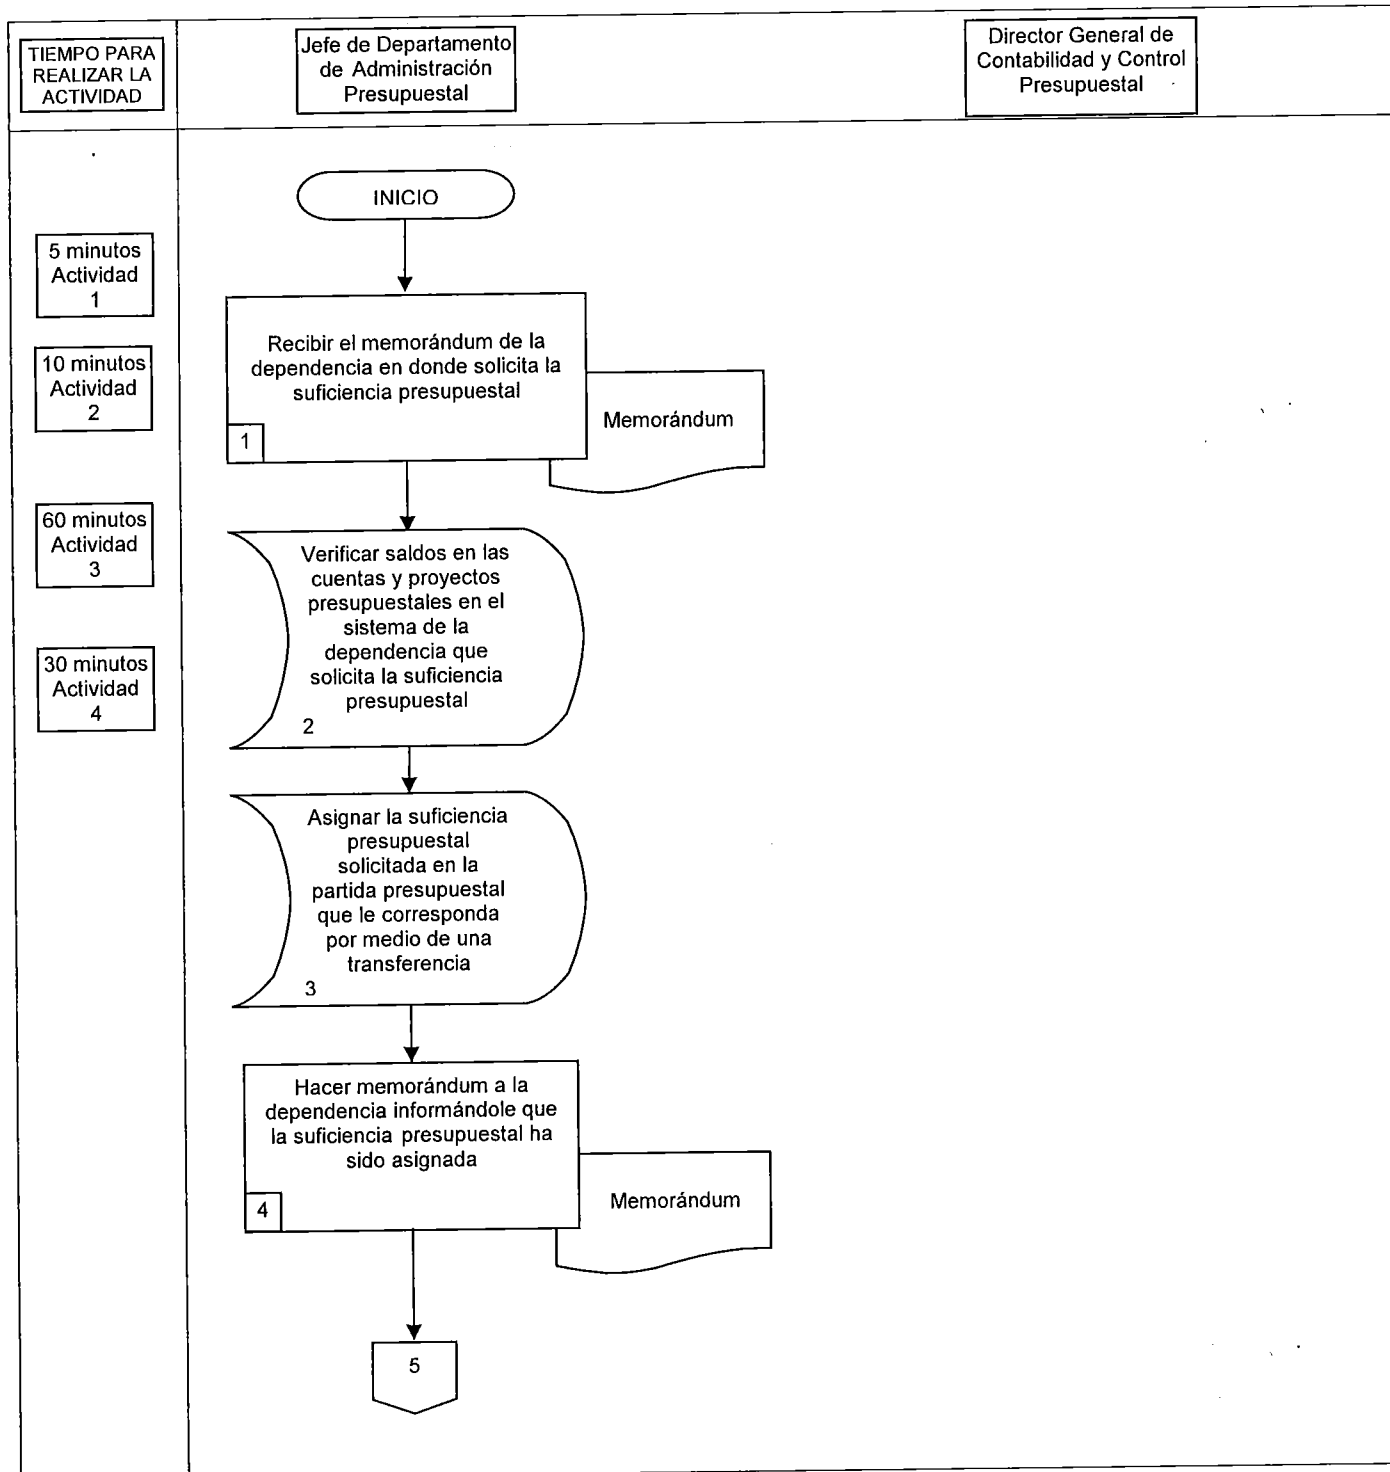 TIEMPO PARA
REALIZAR LA
ACTIVIDAD
Jefe de Departamento
de Administración
Presupuestal
Director General de
Contabilidad y Control
Presupuestal
INICIO
5 minutos
Actividad
1
10 minutos
Actividad
2
60 minutos
Actividad
3
30 minutos
Actividad
4
Recibir el memorándum de la
dependencia en donde solicita la
suficiencia presupuestal
1
Memorándum
Verificar saldos en las
cuentas y proyectos
presupuestales en el
sistema de la
dependencia que
solicita la suficiencia
presupuestal
2
Asignar la suficiencia
presupuestal
solicitada en la
partida presupuestal
que le corresponda
por medio de una
transferencia
3
Hacer memorándum a la
dependencia informándole que
la suficiencia presupuestal ha
sido asignada
4
Memorándum
5